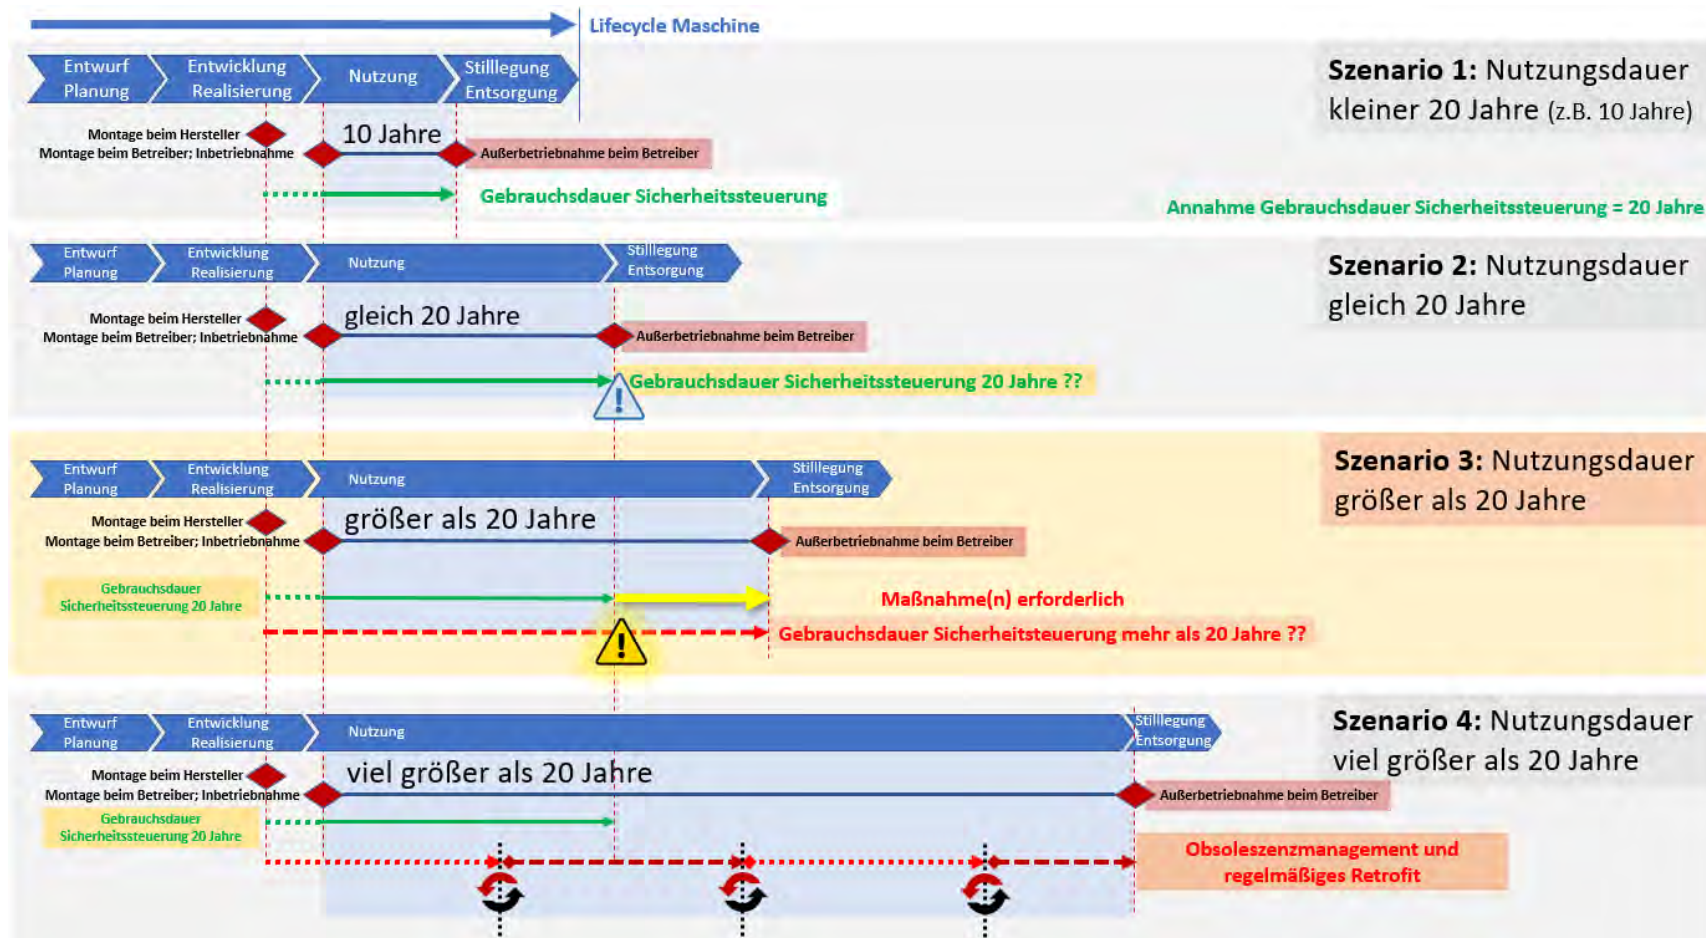 Lifecycle Maschine
Entwurf
Planung
Entwicklung
Realisierung
Nutzung
Stilllegung
Entsorgung
Szenario 1: Nutzungsdauer
kleiner 20 Jahre (z.B. 10 Jahre)
Montage beim Hersteller
Montage beim Betreiber; Inbetriebnahme
10 Jahre
Außerbetriebnahme beim Betreiber
Gebrauchsdauer Sicherheitssteuerung
Annahme Gebrauchsdauer Sicherheitssteuerung = 20 Jahre
Entwurf
Planung
Entwicklung
Realisierung
Nutzung
Stilllegung
Entsorgung
Szenario 2: Nutzungsdauer
gleich 20 Jahre
Montage beim Hersteller
Montage beim Betreiber; Inbetriebnahme
gleich 20 Jahre
Außerbetriebnahme beim Betreiber
Gebrauchsdauer Sicherheitssteuerung 20 Jahre ??
Entwurf
Planung
Entwicklung
Realisierung
Nutzung
Stilllegung
Entsorgung
Szenario 3: Nutzungsdauer
größer als 20 Jahre
Montage beim Hersteller
Montage beim Betreiber; Inbetriebnahme
größer als 20 Jahre
Außerbetriebnahme beim Betreiber
Gebrauchsdauer
Sicherheitssteuerung 20 Jahre
Maßnahme(n) erforderlich
Gebrauchsdauer Sicherheitsteuerung mehr als 20 Jahre ??
Entwurf
Planung
Entwicklung
Realisierung
Nutzung
Stilllegung
Entsorgung
Szenario 4: Nutzungsdauer
viel größer als 20 Jahre
Montage beim Hersteller
Montage beim Betreiber; Inbetriebnahme
viel größer als 20 Jahre
Außerbetriebnahme beim Betreiber
Gebrauchsdauer
Sicherheitssteuerung 20 Jahre
Obsoleszenzmanagement und
regelmäßiges Retrofit